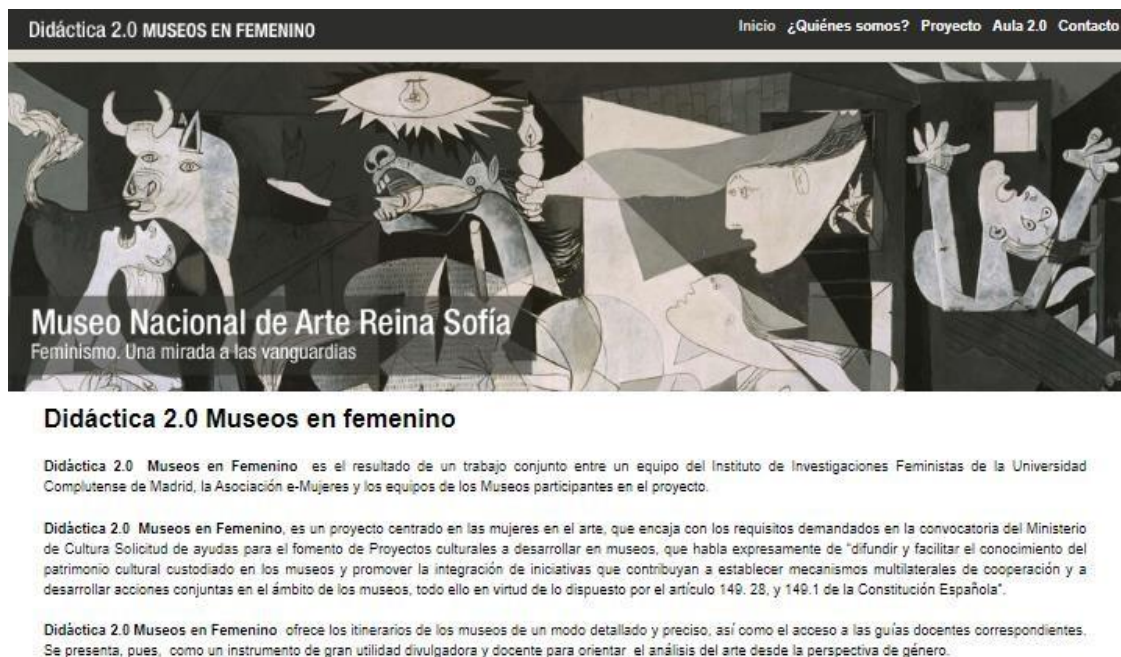 Didáctica 2.0 MUSEOS EN FEMENINO
Inicio ¿Quiénes somos? Proyecto Aula 2.0 Contacto
Museo Nacional de Arte Reina Sofía
Feminismo. Una mirada a las vanguardias
Didáctica 2.0 Museos en femenino
Didáctica 2.0 Museos en Femenino es el resultado de un trabajo conjunto entre un equipo del Instituto de Investigaciones Feministas de la Universidad
Complutense de Madrid, la Asociación e-Mujeres y los equipos de los Museos participantes en el proyecto.
Didáctica 2.0 Museos en Femenino, es un proyecto centrado en las mujeres en el arte, que encaja con los requisitos demandados en la convocatoria del Ministerio
de Cultura Solicitud de ayudas para el fomento de Proyectos culturales a desarrollar en museos, que habla expresamente de "difundir y facilitar el conocimiento del
patrimonio cultural custodiado en los museos y promover la integración de iniciativas que contribuyan a establecer mecanismos multilaterales de cooperación y a
desarrollar acciones conjuntas en el ámbito de los museos, todo ello en virtud de lo dispuesto por el artículo 149. 28, y 149.1 de la Constitución Española".
Didáctica 2.0 Museos en Femenino ofrece los itinerarios de los museos de un modo detallado y preciso, así como el acceso a las guías docentes correspondientes.
Se presenta, pues, como un instrumento de gran utilidad divulgadora y docente para orientar el análisis del arte desde la perspectiva de género.